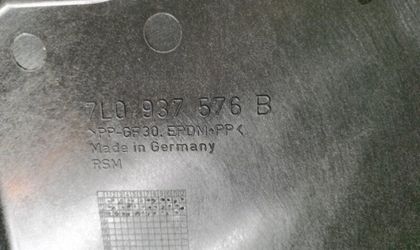 7L0 937 576 B
>PP-GF30.EPDM+PP<
Made in Germany
RSM